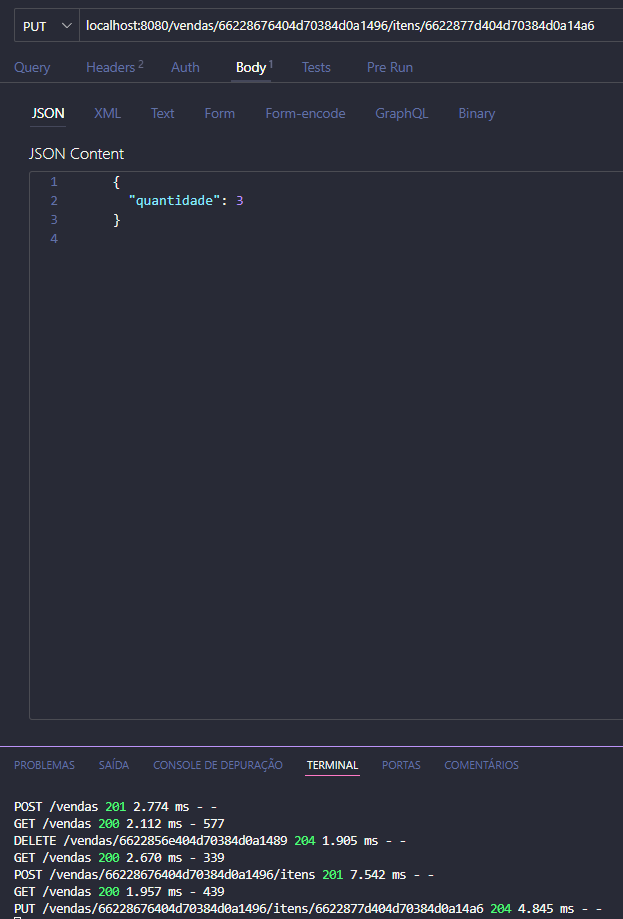 PUT localhost:8080/vendas/66228676404d70384d0a1496/itens/6622877d404d70384d0a14a6
Query Headers 2 Auth Body 1 Tests Pre Run
JSON XML Text Form Form-encode GraphQL Binary
JSON Content
1 {
2 "quantidade": 3
3 }
4
PROBLEMAS SAÍDA CONSOLE DE DEPURAÇÃO TERMINAL PORTAS COMENTÁRIOS
POST /vendas 201 2.774 ms - -
GET /vendas 200 2.112 ms - 577
DELETE /vendas/6622856e404d70384d0a1489 204 1.905 ms - -
GET /vendas 200 2.670 ms - 339
POST /vendas/66228676404d70384d0a1496/itens 201 7.542 ms - -
GET /vendas 200 1.957 ms - 439
PUT /vendas/66228676404d70384d0a1496/itens/6622877d404d70384d0a14a6 204 4.845 ms - -